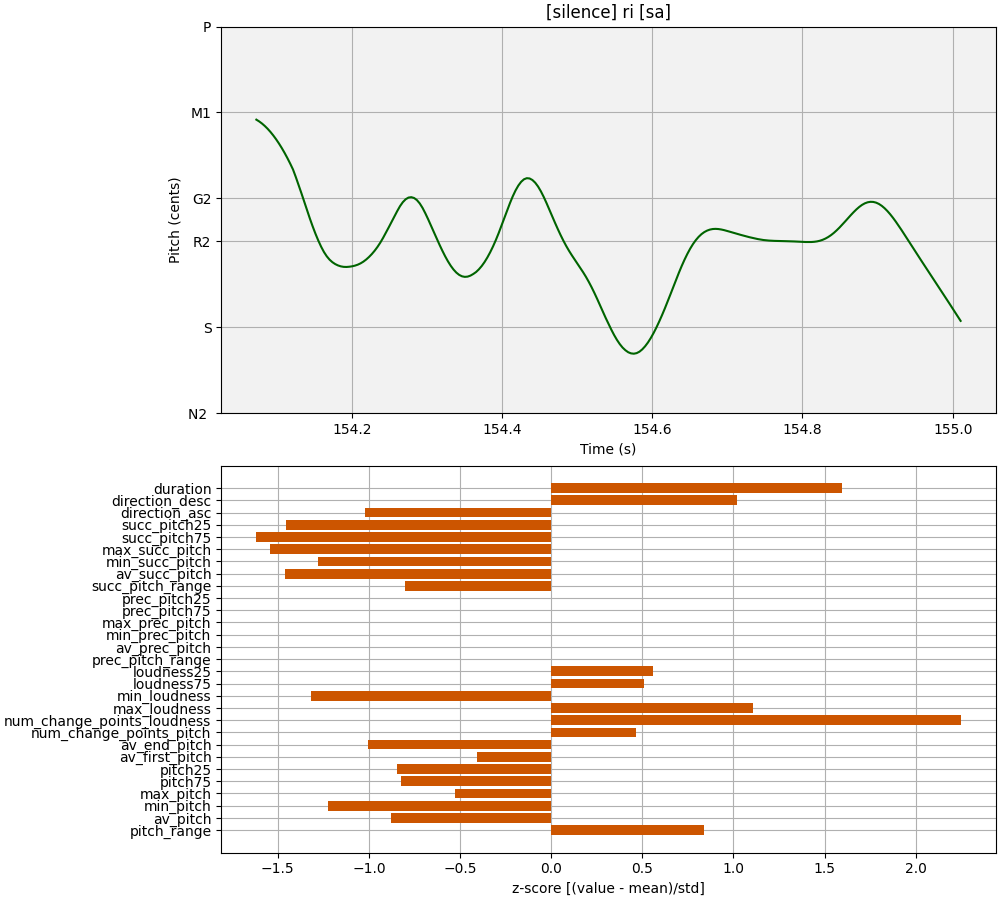 [silence] ri [sa]
P
M1
G2
R2
S
N2
Pitch (cents)
154.2 154.4 154.6 154.8 155.0
Time (s)
duration
direction_desc
direction_asc
succ_pitch25
succ_pitch75
max_succ_pitch
min_succ_pitch
av_succ_pitch
succ_pitch_range
prec_pitch25
prec_pitch75
max_prec_pitch
min_prec_pitch
av_prec_pitch
prec_pitch_range
loudness25
loudness75
min_loudness
max_loudness
num_change_points_loudness
num_change_points_pitch
av_end_pitch
av_first_pitch
pitch25
pitch75
max_pitch
min_pitch
av_pitch
pitch_range
−1.5 −1.0 −0.5 0.0 0.5 1.0 1.5 2.0
z-score [(value - mean)/std]